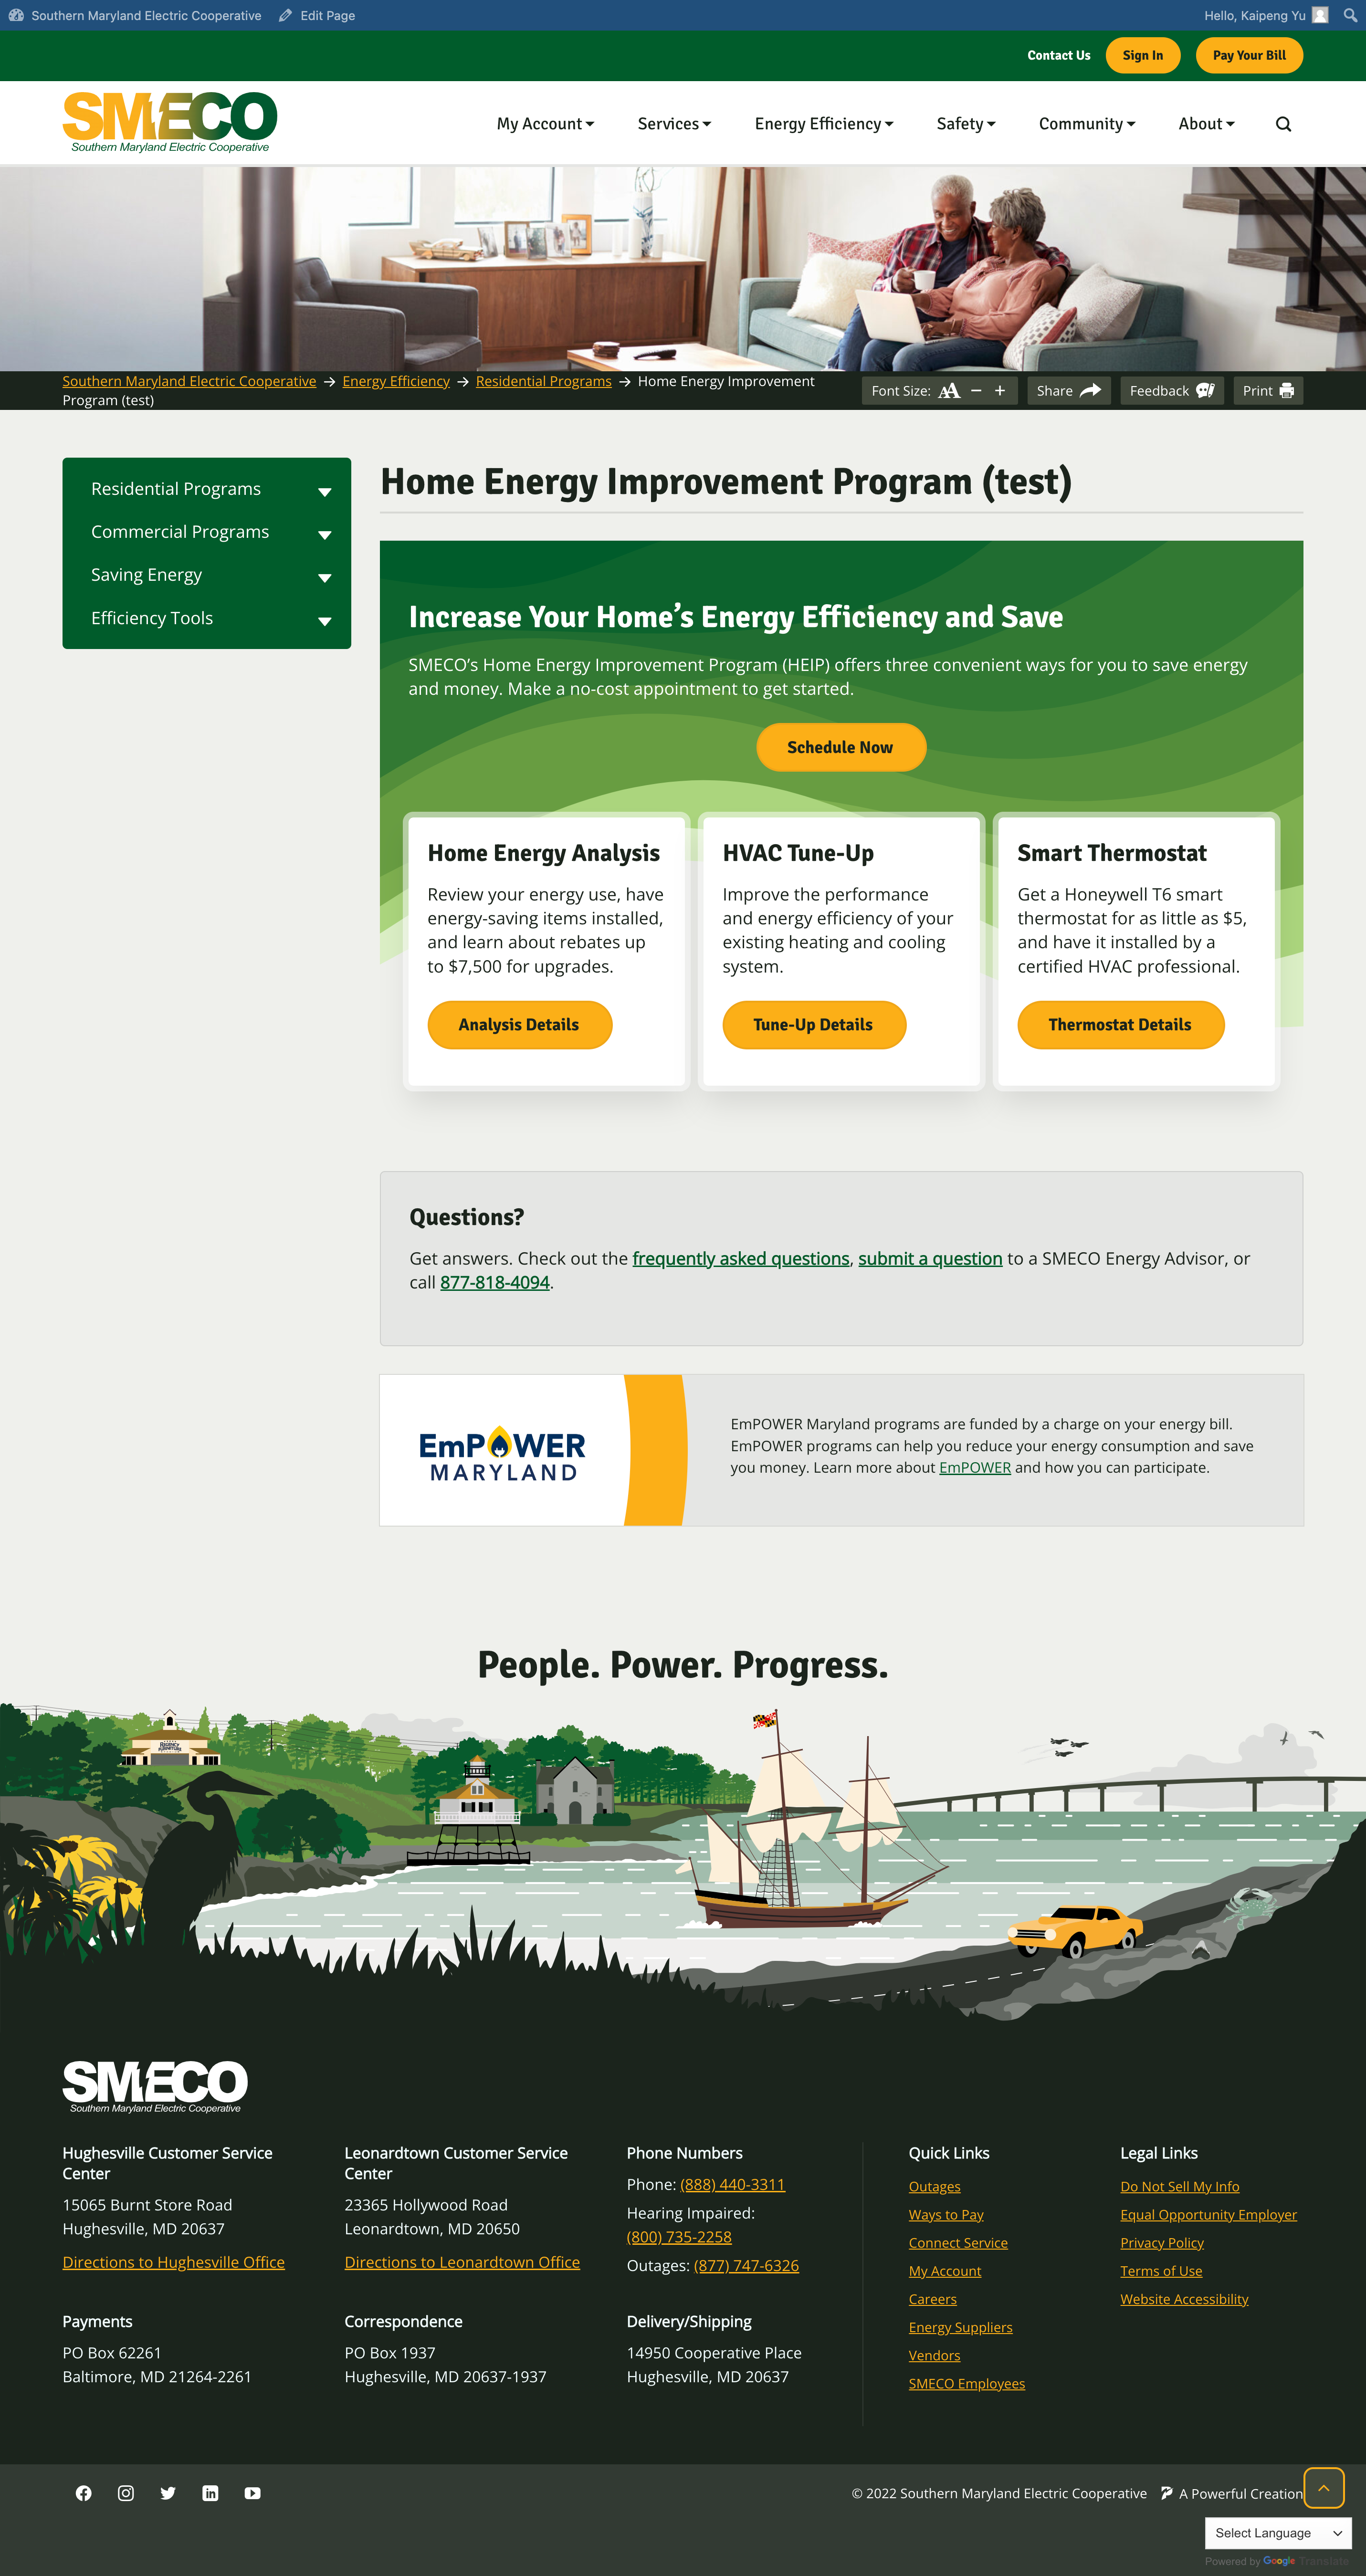 Southern Maryland Electric Cooperative Edit Page Hello, Kaipeng Yu
Contact Us Sign In Pay Your Bill
SMECO
Southern Maryland Electric Cooperative
My Account Services Energy Efficiency Safety Community About
Southern Maryland Electric Cooperative → Energy Efficiency → Residential Programs → Home Energy Improvement
Program (test)
Font Size: AA − + Share Feedback Print
Residential Programs
Commercial Programs
Saving Energy
Efficiency Tools
Home Energy Improvement Program (test)
Increase Your Home’s Energy Efficiency and Save
SMECO’s Home Energy Improvement Program (HEIP) offers three convenient ways for you to save energy
and money. Make a no-cost appointment to get started.
Schedule Now
Home Energy Analysis
Review your energy use, have
energy-saving items installed,
and learn about rebates up
to $7,500 for upgrades.
Analysis Details
HVAC Tune-Up
Improve the performance
and energy efficiency of your
existing heating and cooling
system.
Tune-Up Details
Smart Thermostat
Get a Honeywell T6 smart
thermostat for as little as $5,
and have it installed by a
certified HVAC professional.
Thermostat Details
Questions?
Get answers. Check out the frequently asked questions, submit a question to a SMECO Energy Advisor, or
call 877-818-4094.
EmPOWER
MARYLAND
EmPOWER Maryland programs are funded by a charge on your energy bill.
EmPOWER programs can help you reduce your energy consumption and save
you money. Learn more about EmPOWER and how you can participate.
People. Power. Progress.
REGENCY
SMECO
Southern Maryland Electric Cooperative
Hughesville Customer Service
Center
15065 Burnt Store Road
Hughesville, MD 20637
Directions to Hughesville Office
Leonardtown Customer Service
Center
23365 Hollywood Road
Leonardtown, MD 20650
Directions to Leonardtown Office
Phone Numbers
Phone: (888) 440-3311
Hearing Impaired:
(800) 735-2258
Outages: (877) 747-6326
Payments
PO Box 62261
Baltimore, MD 21264-2261
Correspondence
PO Box 1937
Hughesville, MD 20637-1937
Delivery/Shipping
14950 Cooperative Place
Hughesville, MD 20637
Quick Links
Outages
Ways to Pay
Connect Service
My Account
Careers
Energy Suppliers
Vendors
SMECO Employees
Legal Links
Do Not Sell My Info
Equal Opportunity Employer
Privacy Policy
Terms of Use
Website Accessibility
© 2022 Southern Maryland Electric Cooperative A Powerful Creation
Select Language
Powered by Google Translate